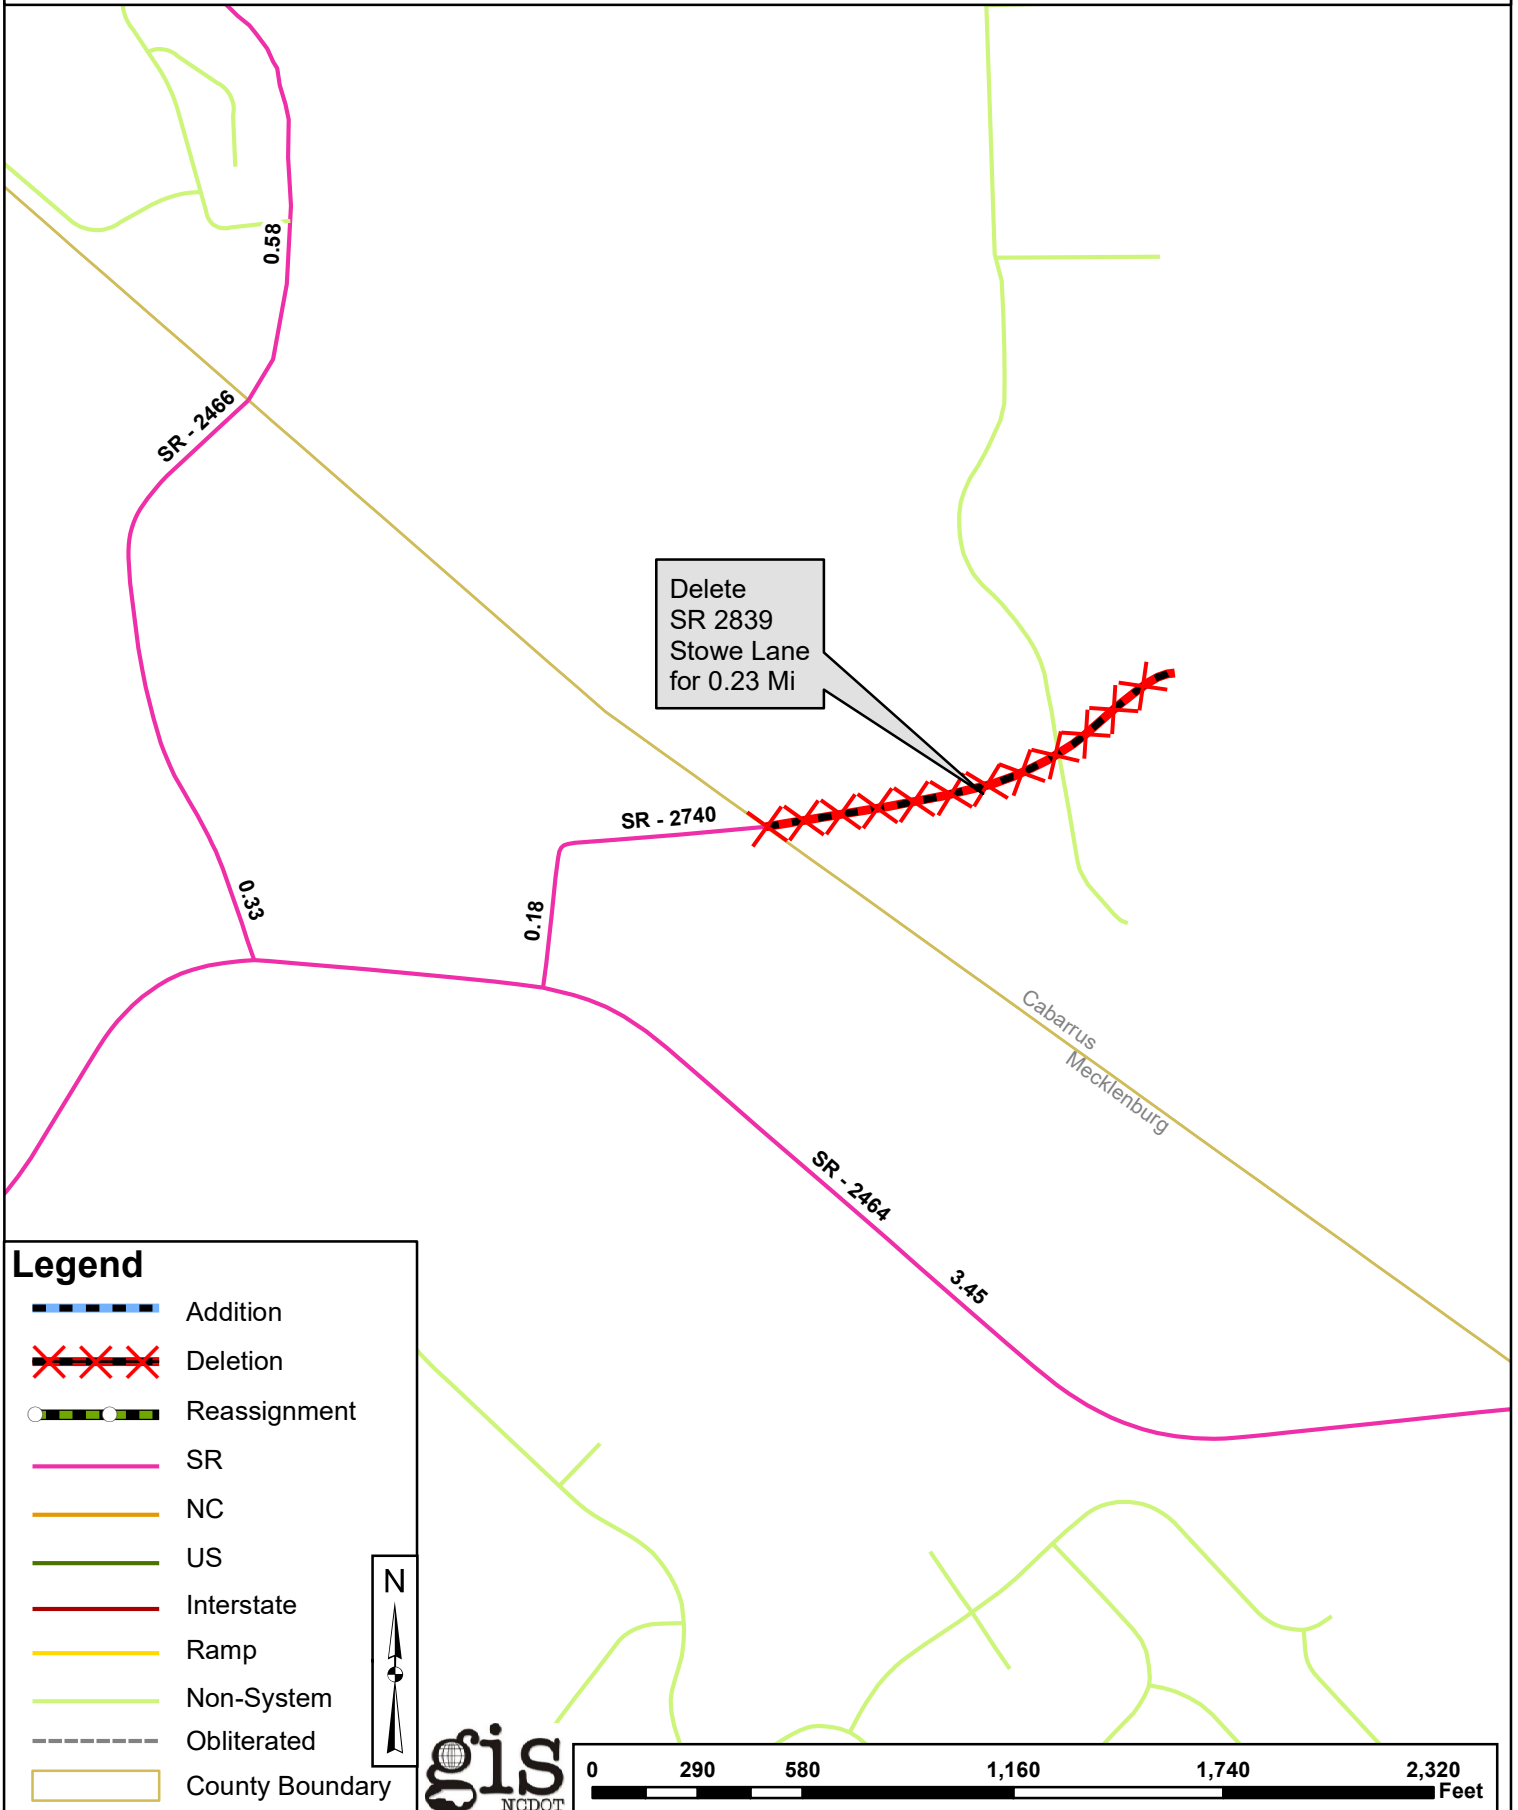 0.58
SR - 2466
Delete
SR 2839
Stowe Lane
for 0.23 Mi
SR - 2740
0.33
0.18
Cabarrus
Mecklenburg
SR - 2464
3.45
Legend
Addition
Deletion
Reassignment
SR
NC
US
Interstate
Ramp
Non-System
Obliterated
County Boundary
N
gis
NCDOT
0 290 580 1,160 1,740 2,320
Feet